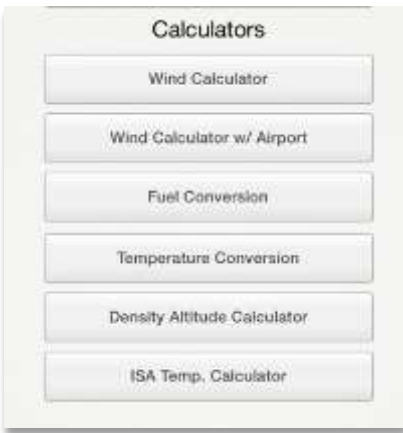 Calculators
Wind Calculator
Wind Calculator w/ Airport
Fuel Conversion
Temperature Conversion
Density Altitude Calculator
ISA Temp. Calculator